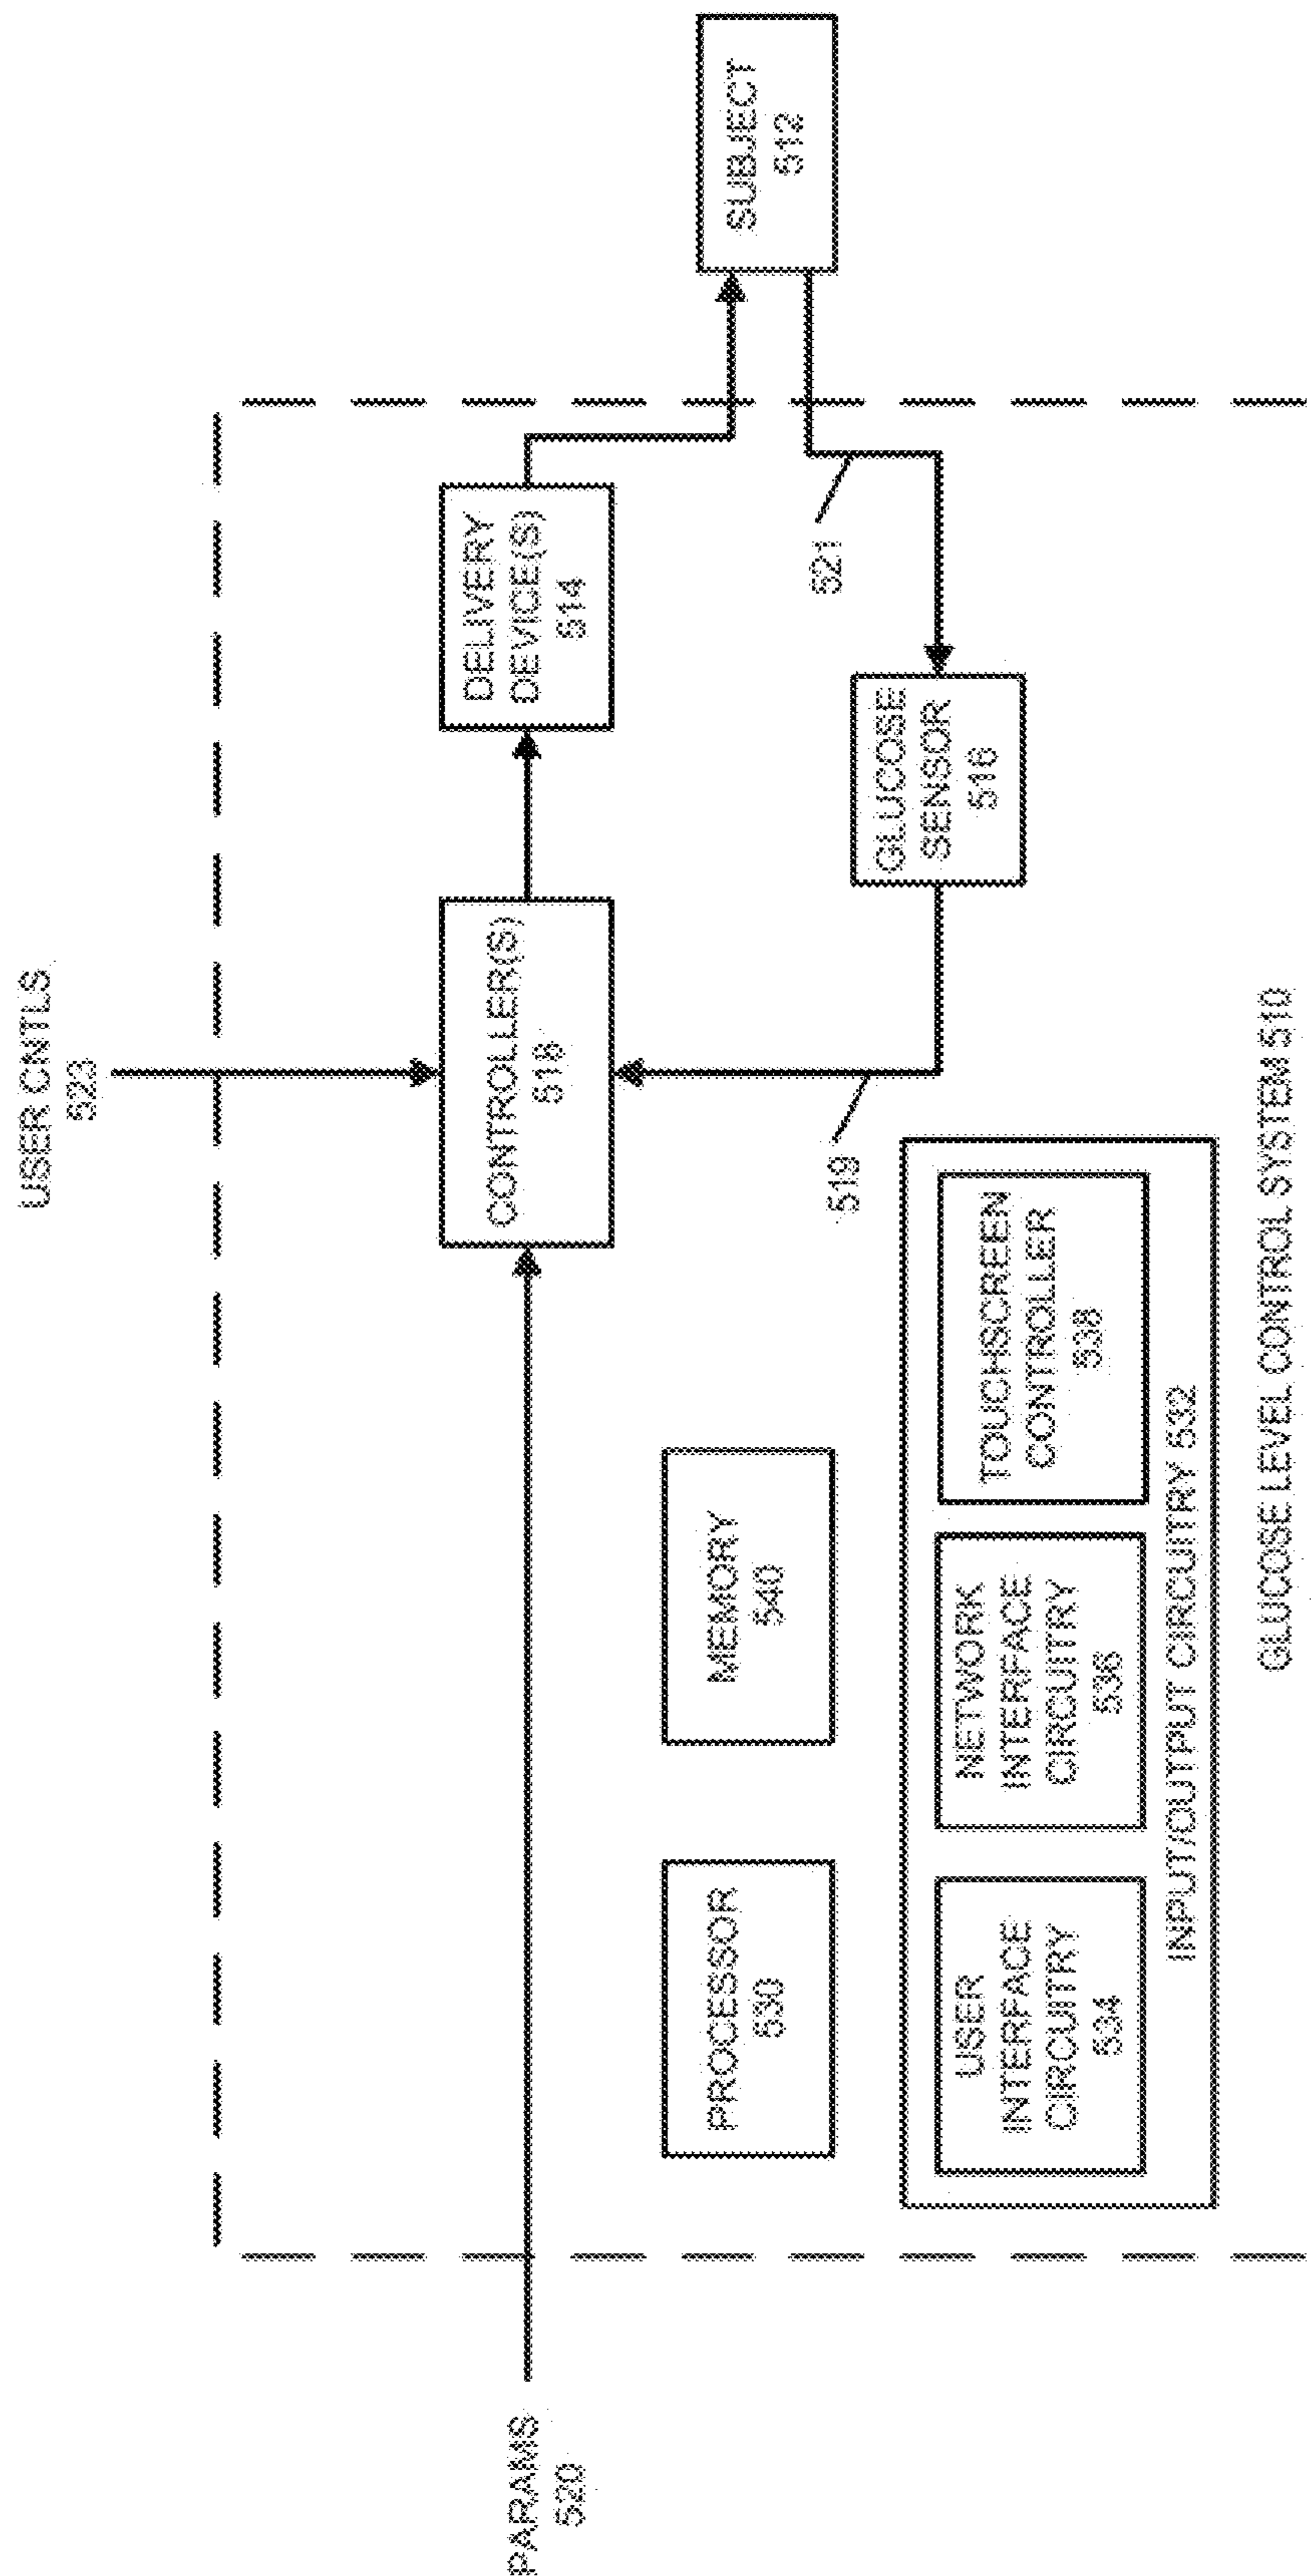 USER CNTLS
523
PARAMS
520
CONTROLLER(S)
518
DELIVERY
DEVICE(S)
514
SUBJECT
512
521
GLUCOSE
SENSOR
516
519
PROCESSOR
530
MEMORY
540
USER
INTERFACE
CIRCUITRY
534
NETWORK
INTERFACE
CIRCUITRY
536
TOUCHSCREEN
CONTROLLER
538
INPUT/OUTPUT CIRCUITRY 532
GLUCOSE LEVEL CONTROL SYSTEM 510